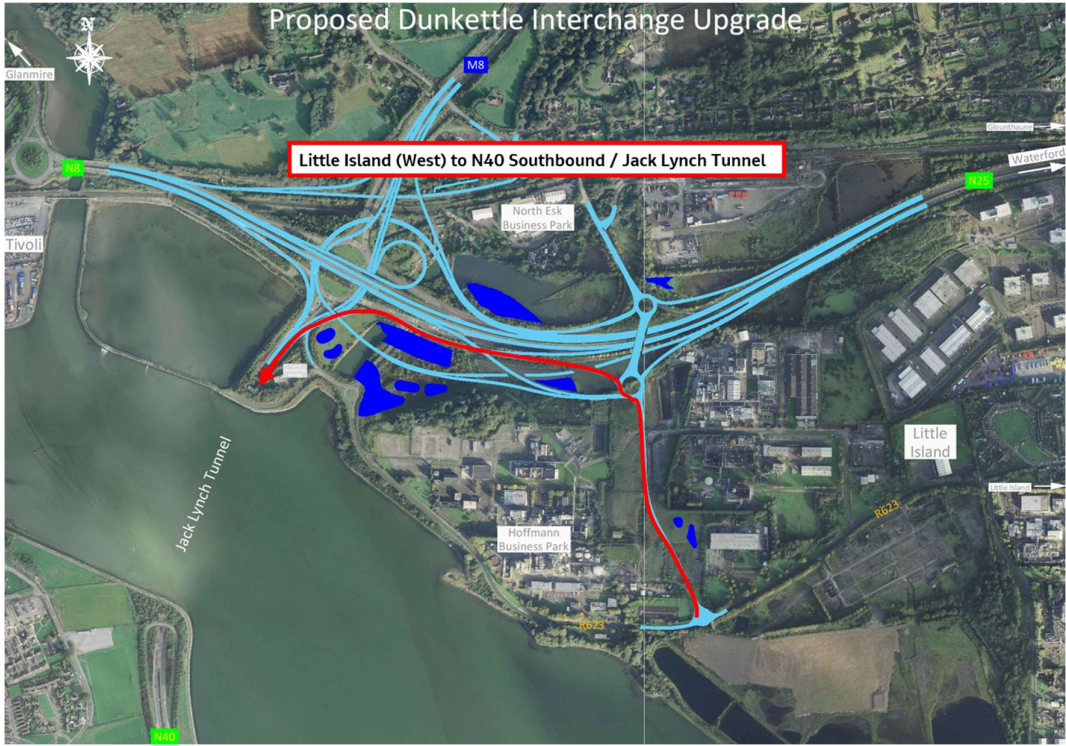 Proposed Dunkettle Interchange Upgrade
N
Glanmire
M8
Glounthaune
Little Island (West) to N40 Southbound / Jack Lynch Tunnel
Waterford
N8
N25
North Esk
Business Park
Tivoli
Little
Island
Jack Lynch Tunnel
Little Island
R623
Hoffmann
Business Park
R623
N40